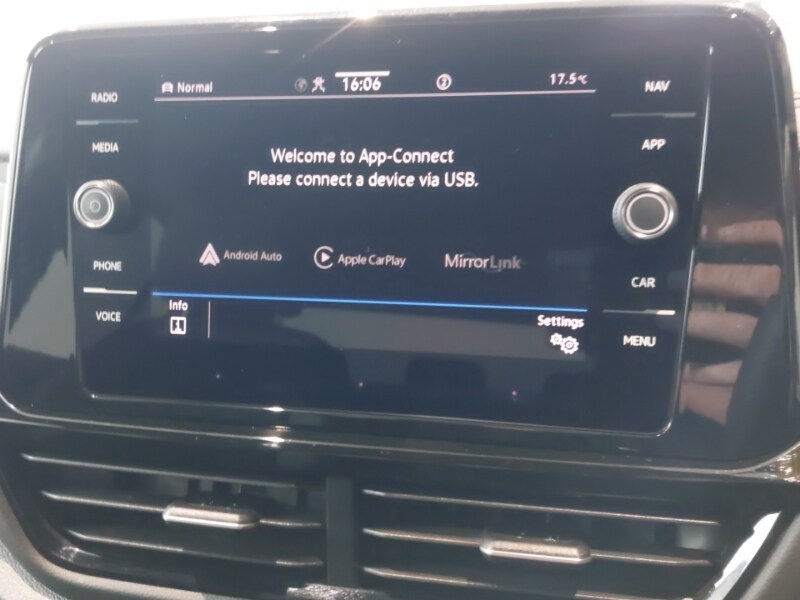 Normal 16:06 2 17.5°C
RADIO
MEDIA
PHONE
VOICE
Welcome to App-Connect
Please connect a device via USB.
Android Auto Apple CarPlay MirrorLink
Info Settings
NAV
APP
CAR
MENU